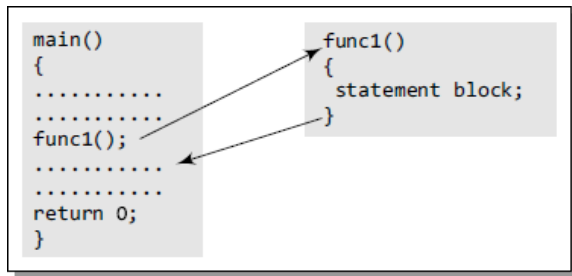 main()
{
...........
...........
func1();
...........
...........
return 0;
}
func1()
{
statement block;
}